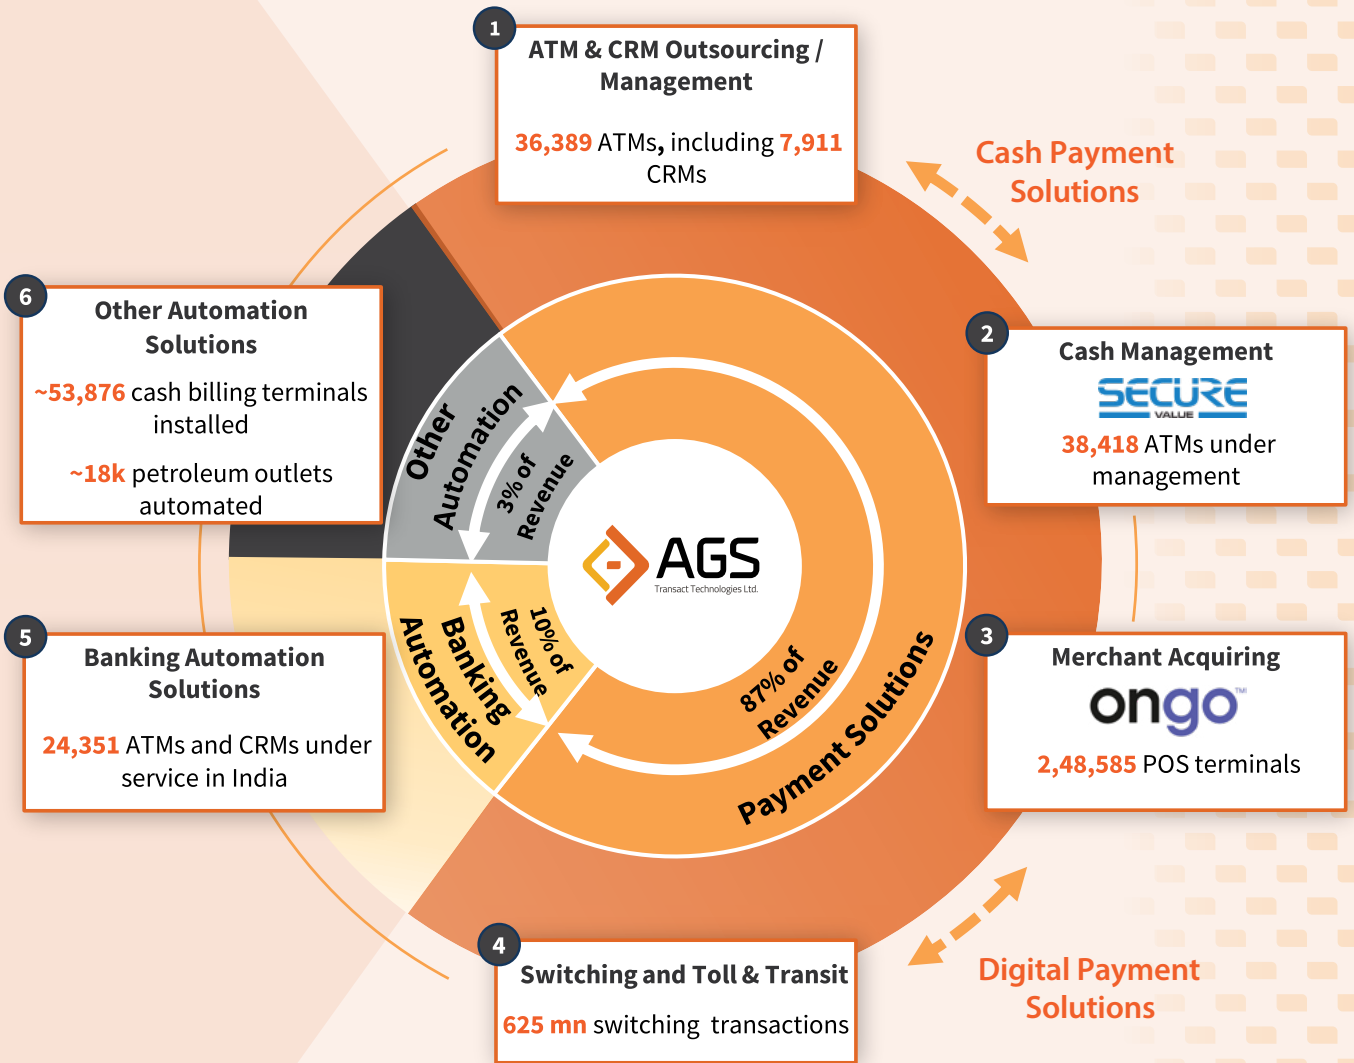 1
ATM & CRM Outsourcing /
Management
36,389 ATMs, including 7,911
CRMs
Cash Payment
Solutions
2
Cash Management
SECURE
VALUE
38,418 ATMs under
management
3
Merchant Acquiring
ongo™
2,48,585 POS terminals
Digital Payment
Solutions
4
Switching and Toll & Transit
625 mn switching transactions
5
Banking Automation
Solutions
24,351 ATMs and CRMs under
service in India
6
Other Automation
Solutions
~53,876 cash billing terminals
installed
~18k petroleum outlets
automated
Other
Automation
3% of
Revenue
Banking
Automation
10% of
Revenue
87% of
Revenue
Payment Solutions
AGS
Transact Technologies Ltd.